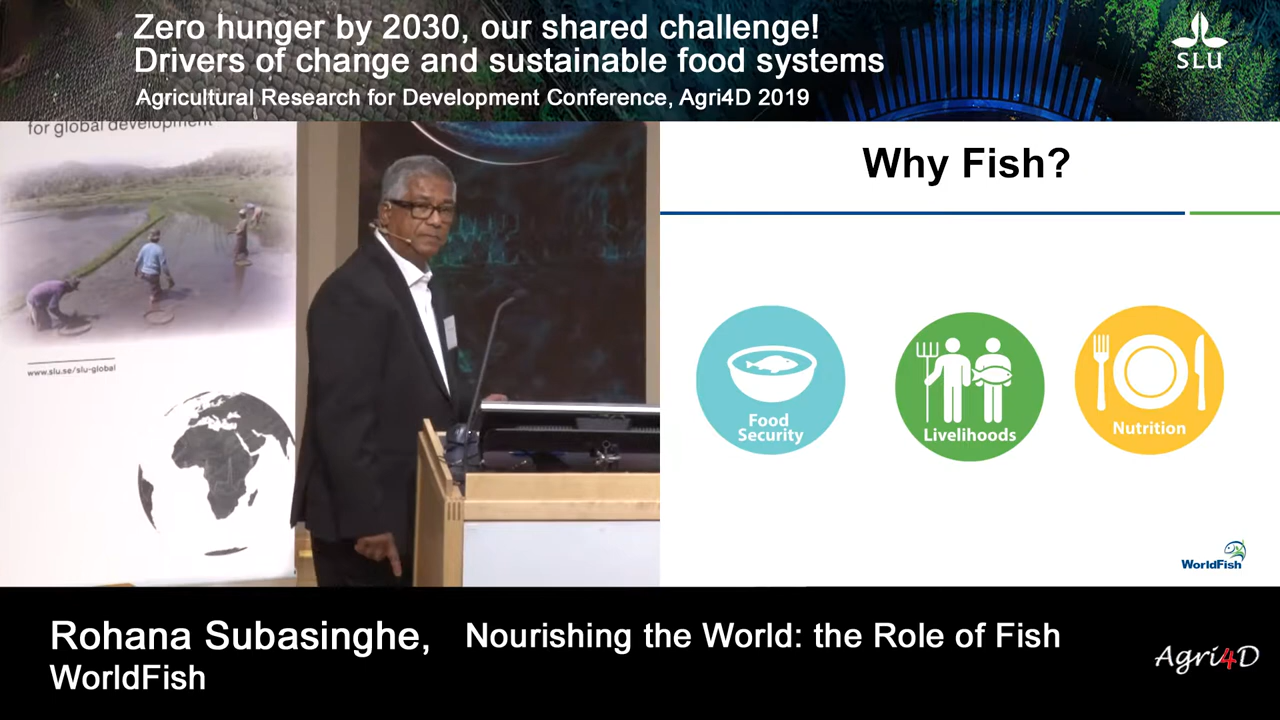 Zero hunger by 2030, our shared challenge!
Drivers of change and sustainable food systems
Agricultural Research for Development Conference, Agri4D 2019
SLU
for global development
www.slu.se/slu-global
Why Fish?
Food
Security
Livelihoods
Nutrition
WorldFish
Rohana Subasinghe,
WorldFish
Nourishing the World: the Role of Fish
Agri4D